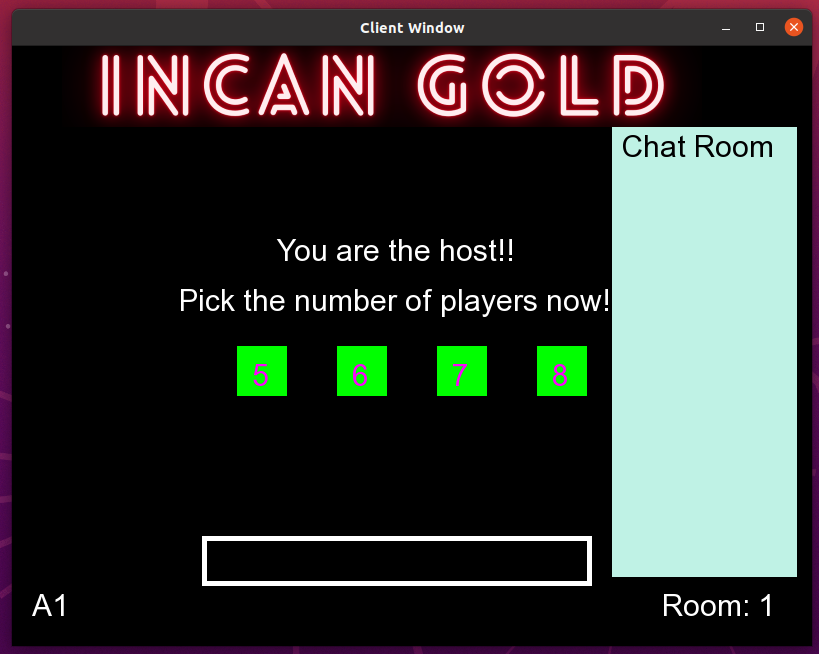 Client Window
INCAN GOLD
Chat Room
You are the host!!
Pick the number of players now!
5 6 7 8
A1
Room: 1